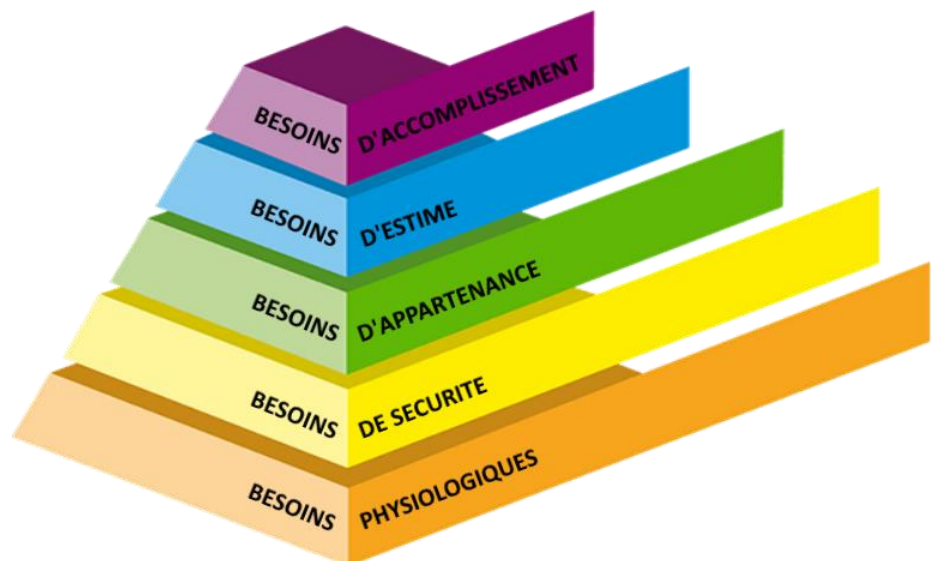 BESOINS D'ACCOMPLISSEMENT
BESOINS D'ESTIME
BESOINS D'APPARTENANCE
BESOINS DE SECURITE
BESOINS PHYSIOLOGIQUES